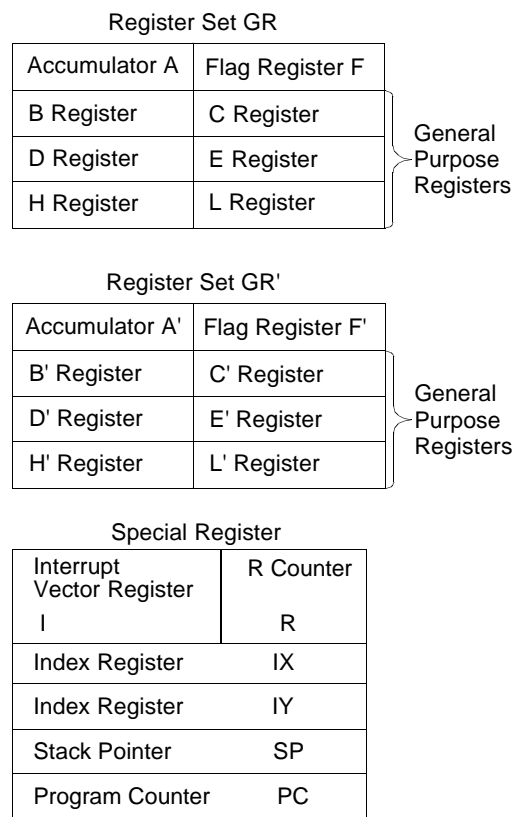 Register Set GR
Accumulator A Flag Register F
B Register C Register
D Register E Register
H Register L Register
General
Purpose
Registers
Register Set GR'
Accumulator A' Flag Register F'
B' Register C' Register
D' Register E' Register
H' Register L' Register
General
Purpose
Registers
Special Register
Interrupt
Vector Register
I
R Counter
R
Index Register IX
Index Register IY
Stack Pointer SP
Program Counter PC